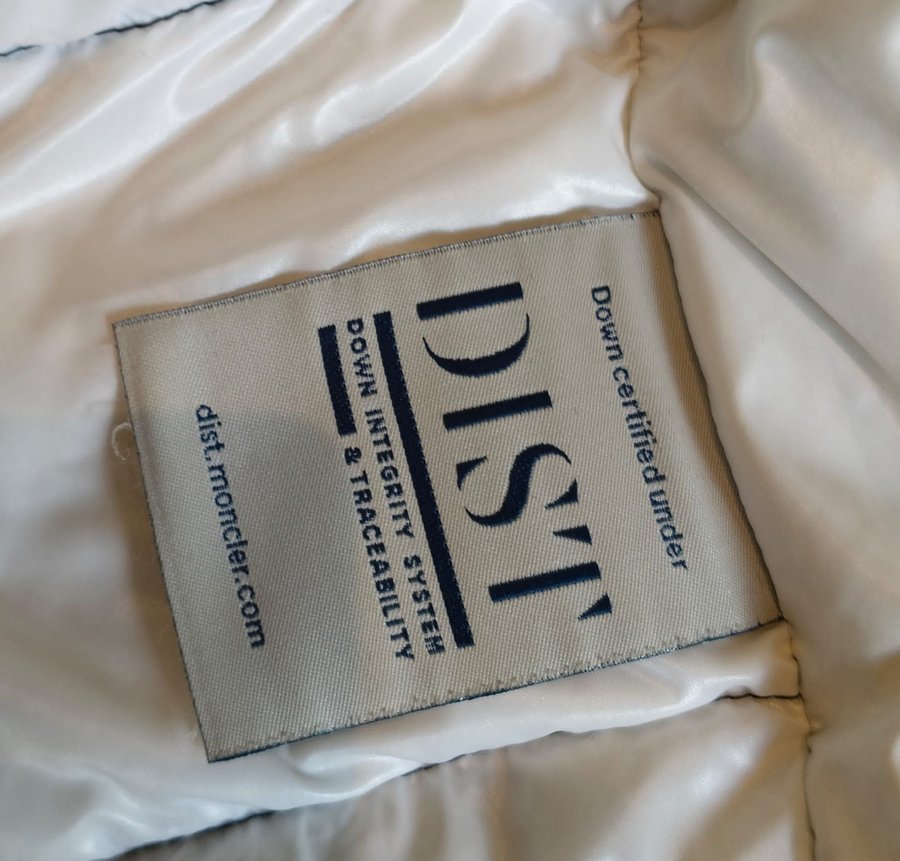 Down certified under
DIST
DOWN INTEGRITY SYSTEM
& TRACEABILITY
dist.moncler.com